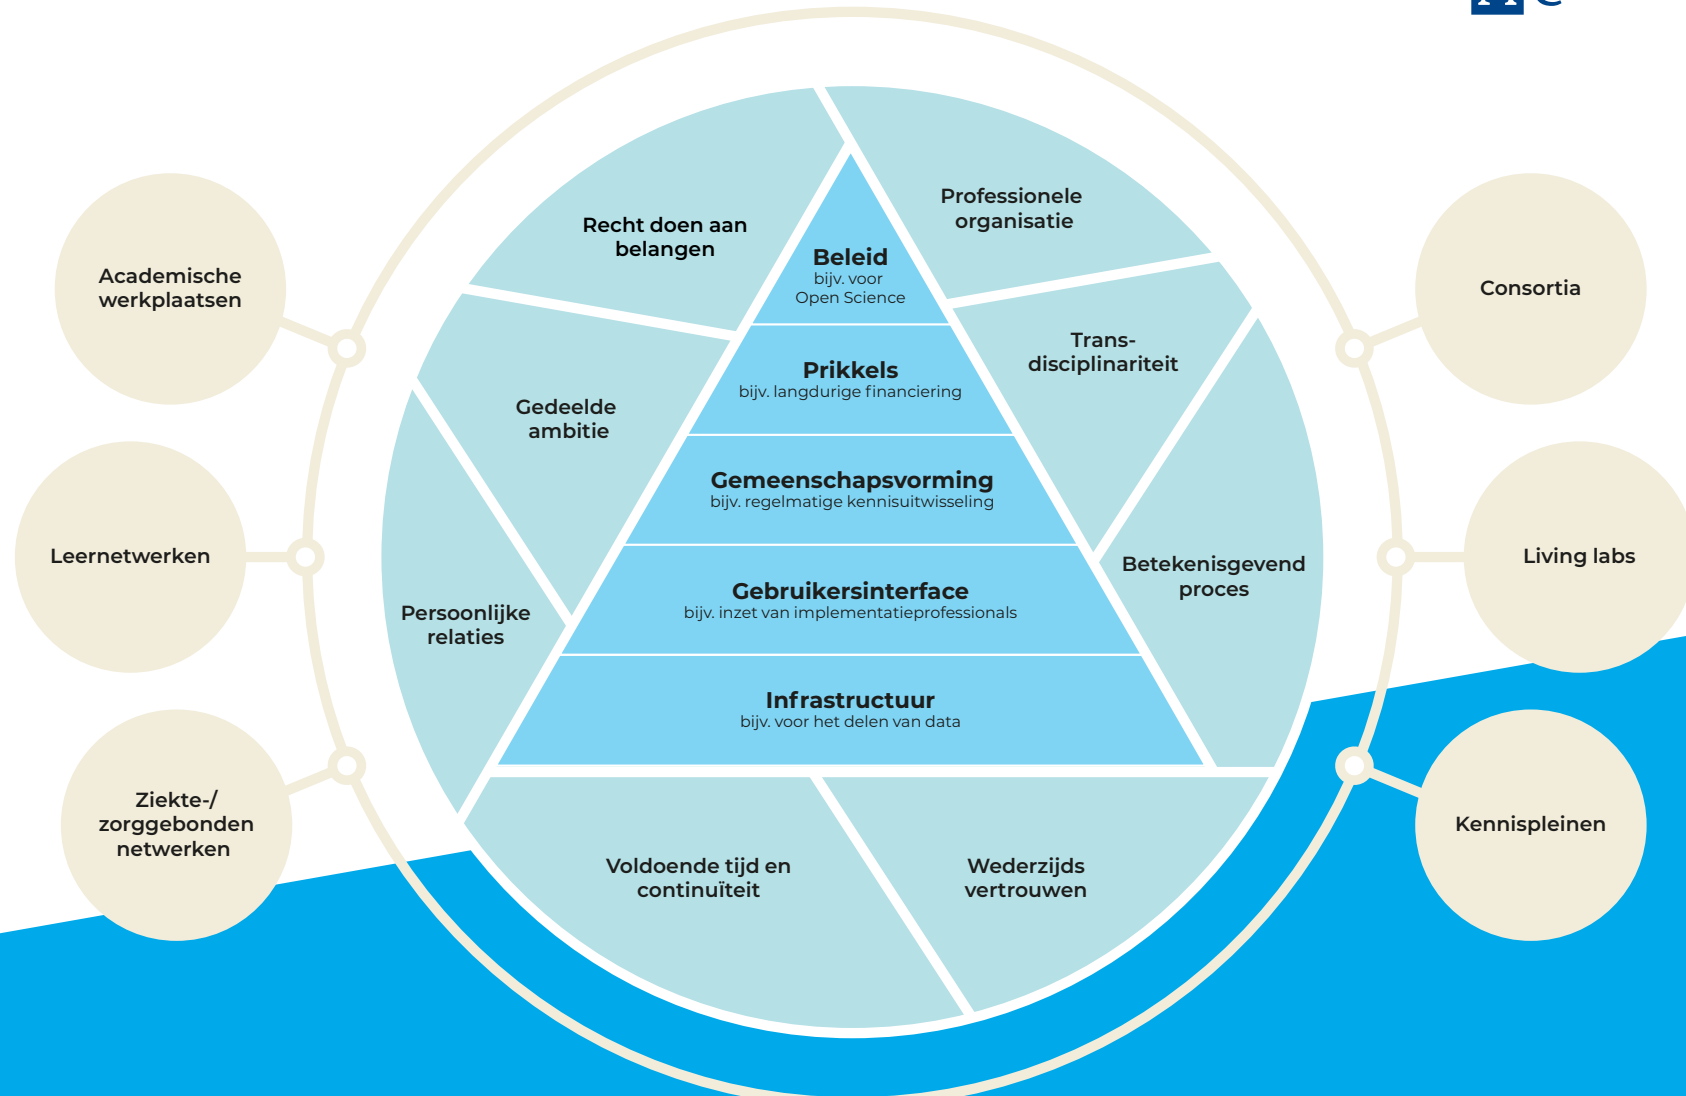 Recht doen aan
belangen
Professionele
organisatie
Beleid
bijv. voor
Open Science
Academische
werkplaatsen
Consortia
Trans-
disciplinariteit
Prikkels
bijv. langdurige financiering
Gedeelde
ambitie
Gemeenschapsvorming
bijv. regelmatige kennisuitwisseling
Leernetwerken
Living labs
Betekenisgevend
proces
Gebruikersinterface
bijv. inzet van implementatieprofessionals
Persoonlijke
relaties
Infrastructuur
bijv. voor het delen van data
Ziekte-/
zorggebonden
netwerken
Kennispleinen
Voldoende tijd en
continuïteit
Wederzijds
vertrouwen